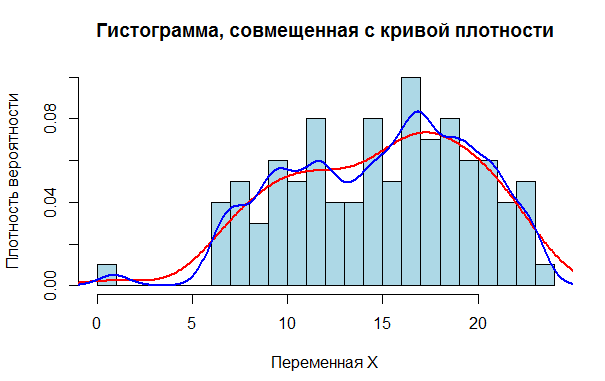 Гистограмма, совмещенная с кривой плотности
Плотность вероятности
0.00
0.04
0.08
0
5
10
15
20
Переменная X